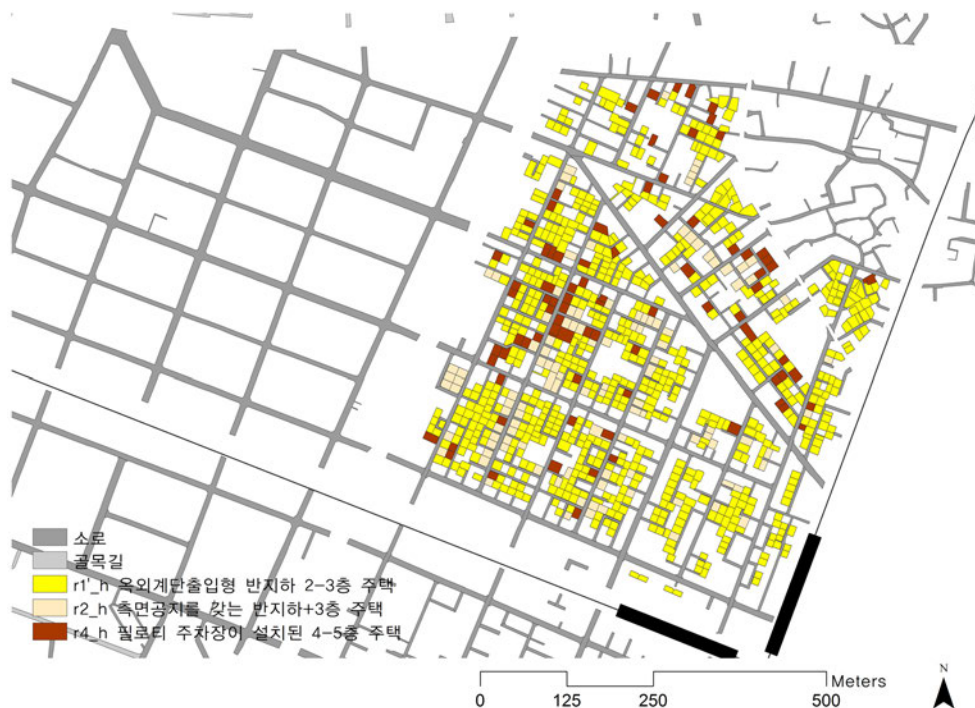 소로
골목길
r1'_h 옥외계단출입형 반지하 2-3층 주택
r2_h 측면공지를 갖는 반지하+3층 주택
r4_h 필로티 주차장이 설치된 4-5층 주택
Meters
0 125 250 500
N